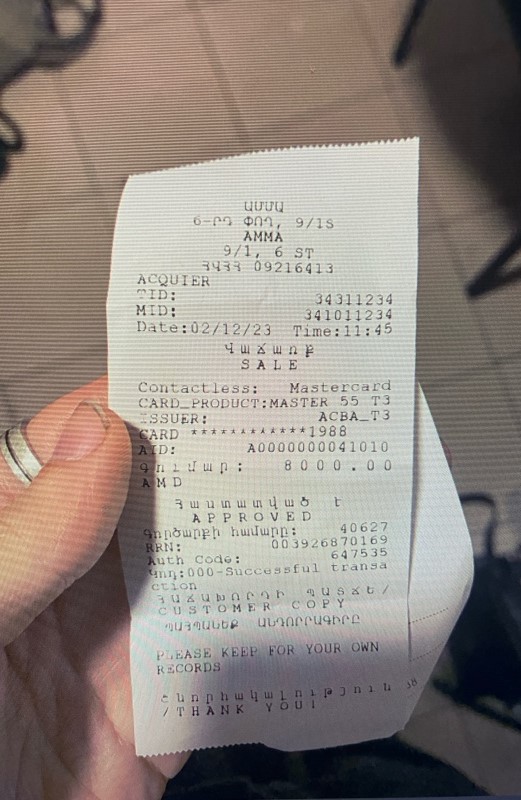 ԱՄՄԱ
6-ՐԴ ՓՈՂ, 9/1Տ
AMMA
9/1, 6 ST
ՀՎՀՀ 09216413
ACQUIER
TID: 34311234
MID: 341011234
Date:02/12/23 Time:11:45
Վաճառք
SALE
Contactless: Mastercard
CARD_PRODUCT:MASTER 55 T3
ISSUER: ACBA_T3
CARD ************1988
AID: A0000000041010
Գումար: 8000.00
AMD
Հաստատված է
APPROVED
Գործարքի համարը: 40627
RRN: 003926870169
Auth Code: 647535
Կոդ:000-Successful transa
ction
ՀԱՃԱԽՈՐԴԻ ՊԱՏՃԵ/
CUSTOMER COPY
ՊԱՀՊԱՆԵՔ ԱՆԴՈՐՐԱԳԻՐԸ
PLEASE KEEP FOR YOUR OWN
RECORDS
Շնորհակալություն
/THANK YOU!